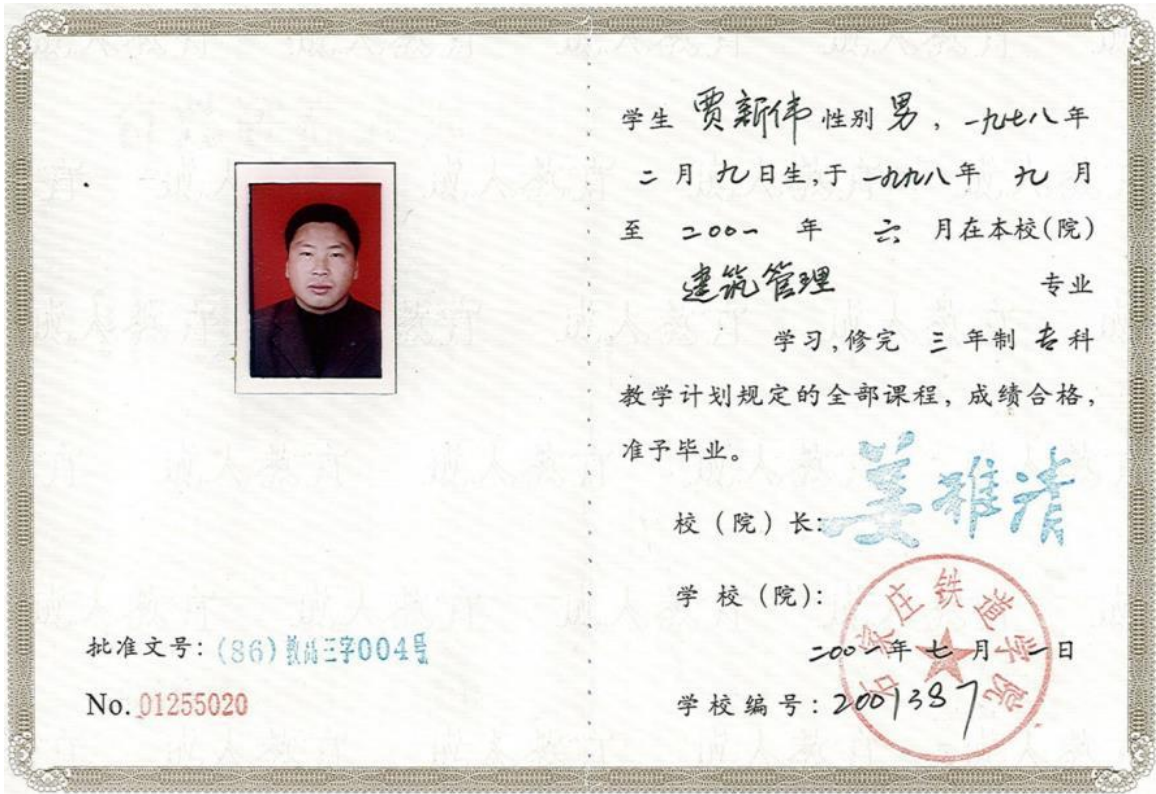 学生 贾新伟 性别 男，一九七八年
二月九日生,于一九九八年 九月
至 二〇〇一 年 六 月在本校(院)
建筑管理 专业
学习,修完 三 年制 专科
教学计划规定的全部课程，成绩合格，
准予毕业。
校（院）长: 姜雅清
学 校（院）:
石家庄铁道学院
二〇〇一年 七 月 一日
学校编号: 2001387
批准文号: (86)教高三字004号
No. 01255020
成人教育